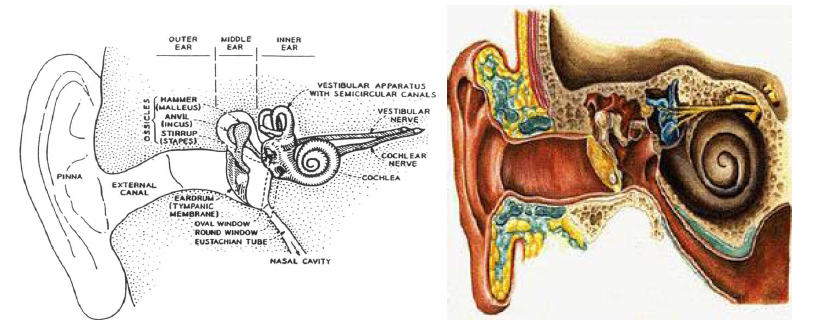 OUTER EAR
MIDDLE EAR
INNER EAR
OSSICLES
HAMMER
(MALLEUS)
ANVIL
(INCUS)
STIRRUP
(STAPES)
VESTIBULAR APPARATUS
WITH SEMICIRCULAR CANALS
VESTIBULAR
NERVE
COCHLEAR
NERVE
COCHLEA
PINNA
EXTERNAL
CANAL
EARDRUM
(TYMPANIC
MEMBRANE)
OVAL WINDOW
ROUND WINDOW
EUSTACHIAN TUBE
NASAL CAVITY